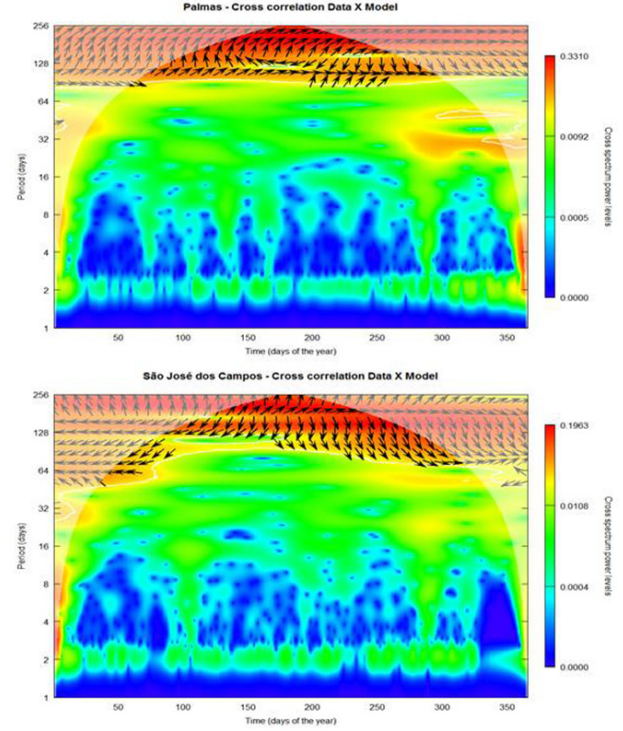 Palmas - Cross correlation Data X Model
256
128
64
32
16
8
4
2
1
Period (days)
50 100 150 200 250 300 350
Time (days of the year)
0.3310
0.0092
0.0005
0.0000
Cross spectrum power levels
São José dos Campos - Cross correlation Data X Model
256
128
64
32
16
8
4
2
1
Period (days)
50 100 150 200 250 300 350
Time (days of the year)
0.1963
0.0108
0.0004
0.0000
Cross spectrum power levels